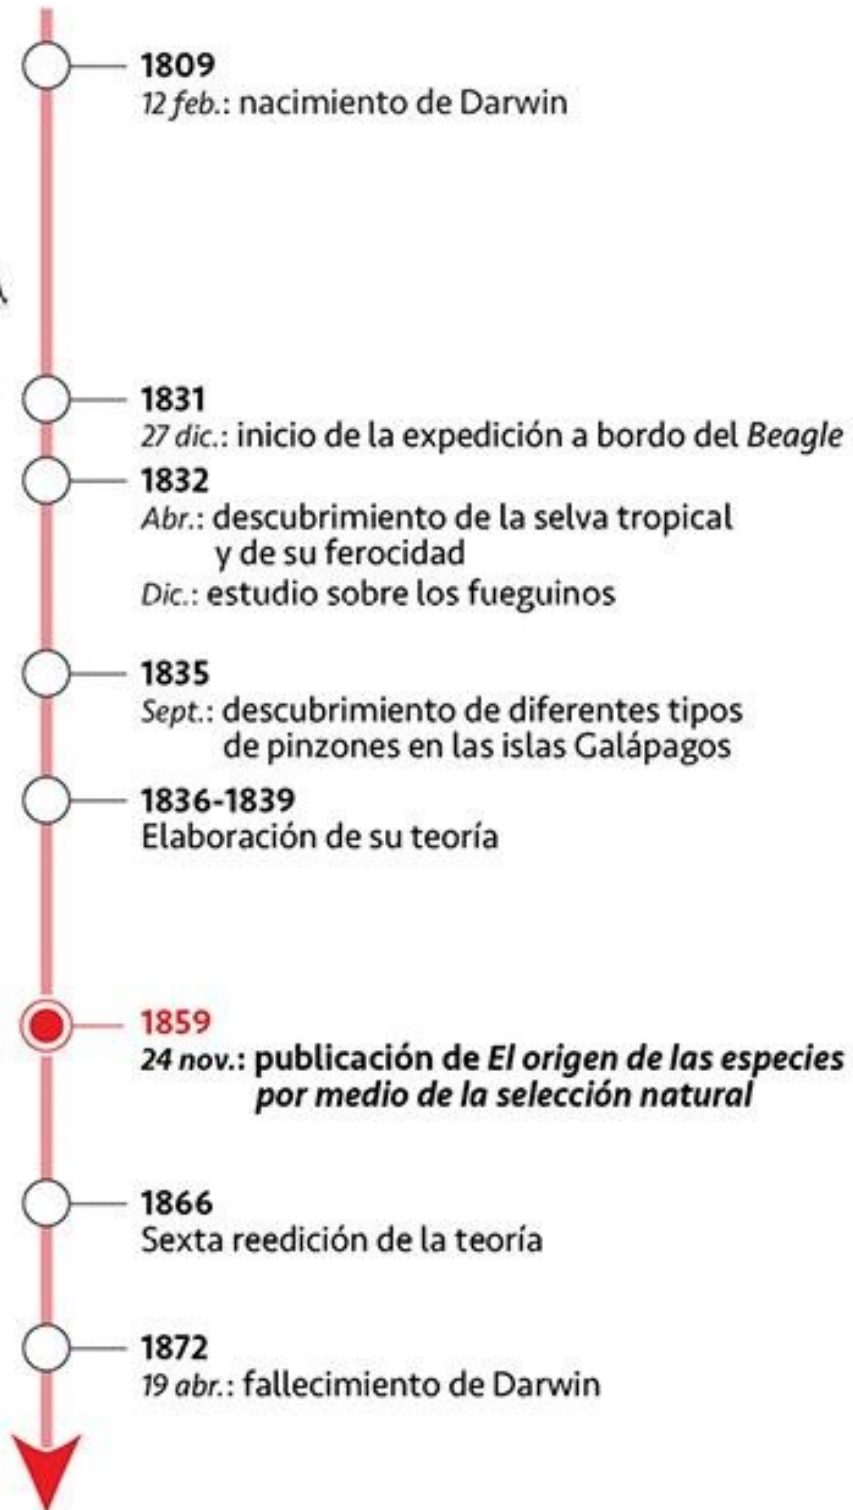 1809
12 feb.: nacimiento de Darwin
1831
27 dic.: inicio de la expedición a bordo del Beagle
1832
Abr.: descubrimiento de la selva tropical
y de su ferocidad
Dic.: estudio sobre los fueguinos
1835
Sept.: descubrimiento de diferentes tipos
de pinzones en las islas Galápagos
1836-1839
Elaboración de su teoría
1859
24 nov.: publicación de El origen de las especies
por medio de la selección natural
1866
Sexta reedición de la teoría
1872
19 abr.: fallecimiento de Darwin